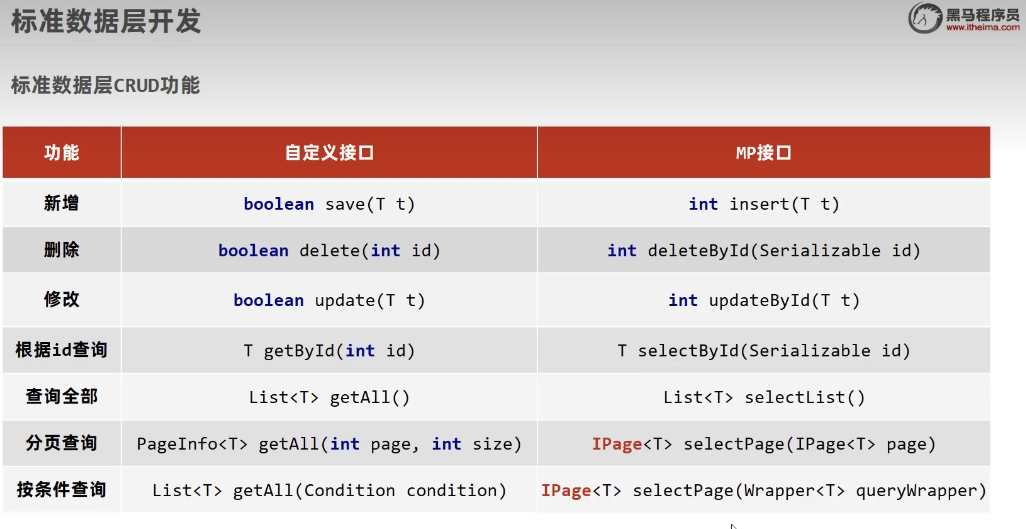 标准数据层开发
黑马程序员
www.itheima.com
标准数据层CRUD功能
功能 自定义接口 MP接口
新增 boolean save(T t) int insert(T t)
删除 boolean delete(int id) int deleteById(Serializable id)
修改 boolean update(T t) int updateById(T t)
根据id查询 T getById(int id) T selectById(Serializable id)
查询全部 List<T> getAll() List<T> selectList()
分页查询 PageInfo<T> getAll(int page, int size) IPage<T> selectPage(IPage<T> page)
按条件查询 List<T> getAll(Condition condition) IPage<T> selectPage(Wrapper<T> queryWrapper)